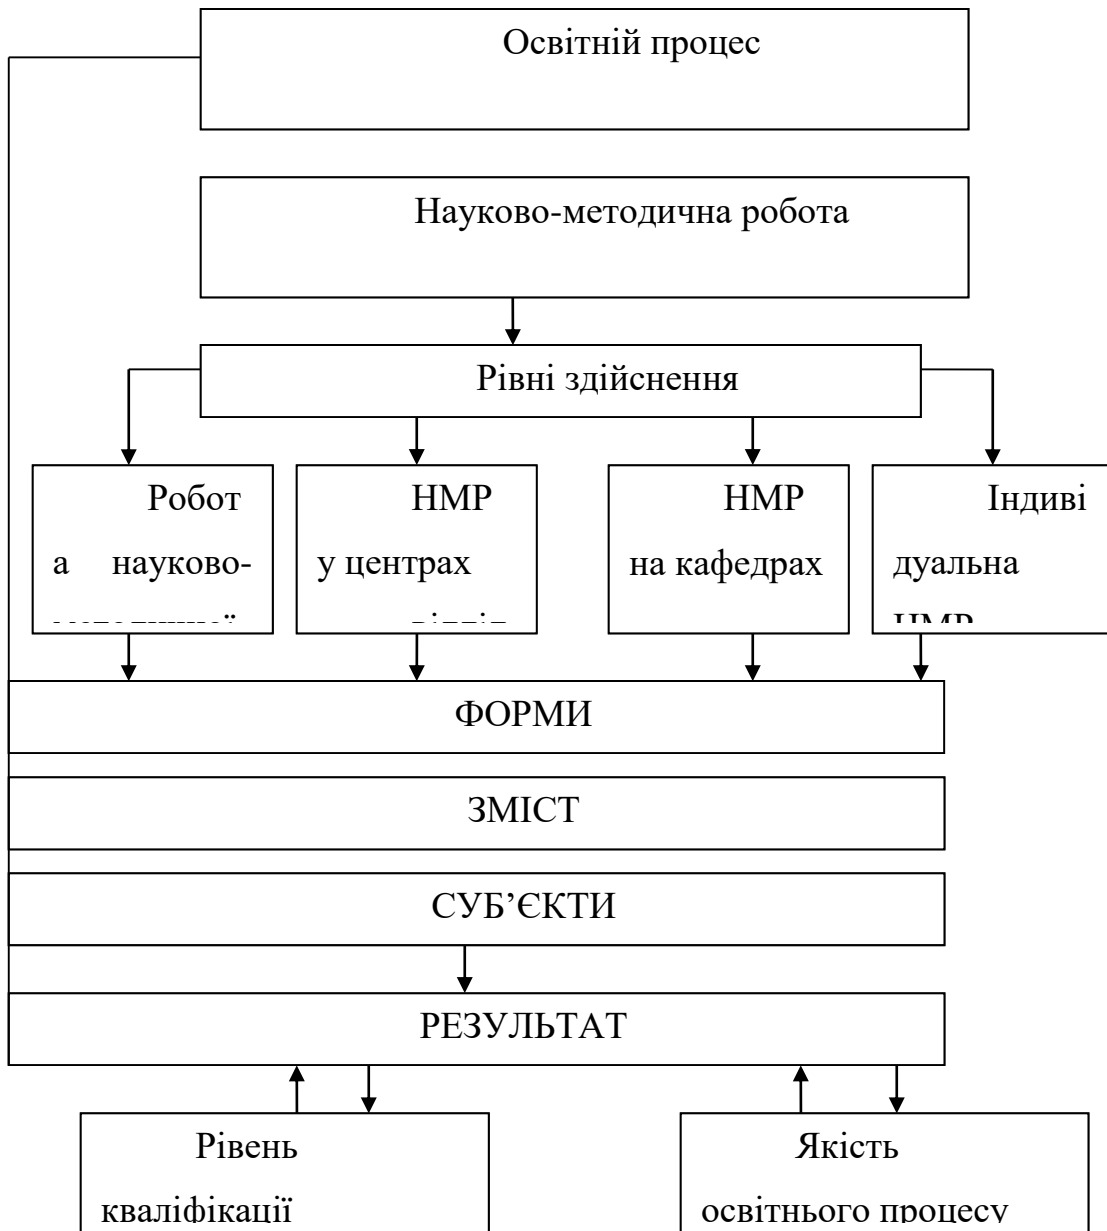 Освітній процес
Науково-методична робота
Рівні здійснення
Робот
а науково-
НМР
у центрах
НМР
на кафедрах
Індиві
дуальна
НМР
ФОРМИ
ЗМІСТ
СУБ’ЄКТИ
РЕЗУЛЬТАТ
Рівень
кваліфікації
Якість
освітнього процесу